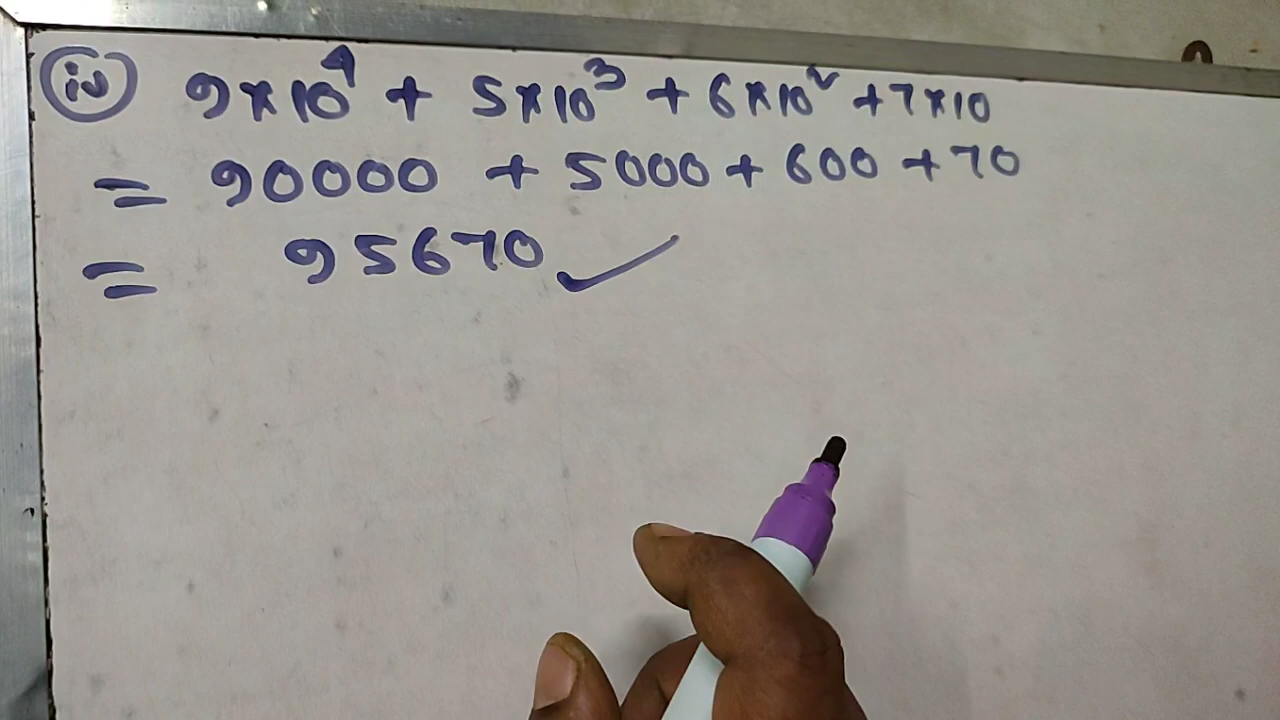 (iv) 9×10⁴ + 5×10³ + 6×10² + 7×10
= 90000 + 5000 + 600 + 70
= 95670 ✓